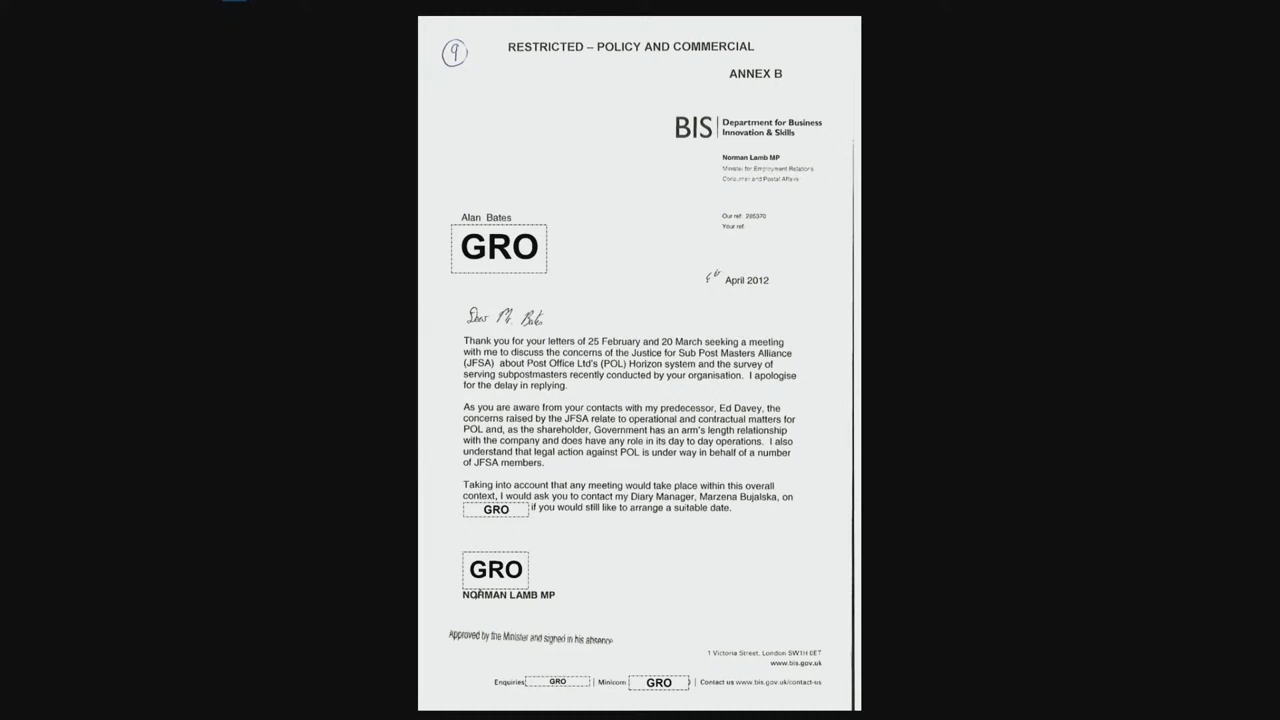 9
RESTRICTED – POLICY AND COMMERCIAL
ANNEX B
BIS
Department for Business
Innovation & Skills
Norman Lamb MP
Minister for Employment Relations
Consumer and Postal Affairs
Alan Bates
GRO
Our ref: 285370
Your ref:
April 2012
Dear Mr. Bates
Thank you for your letters of 25 February and 20 March seeking a meeting
with me to discuss the concerns of the Justice for Sub Post Masters Alliance
(JFSA) about Post Office Ltd's (POL) Horizon system and the survey of
serving subpostmasters recently conducted by your organisation. I apologise
for the delay in replying.
As you are aware from your contacts with my predecessor, Ed Davey, the
concerns raised by the JFSA relate to operational and contractual matters for
POL and, as the shareholder, Government has an arm's length relationship
with the company and does have any role in its day to day operations. I also
understand that legal action against POL is under way in behalf of a number
of JFSA members.
Taking into account that any meeting would take place within this overall
context, I would ask you to contact my Diary Manager, Marzena Bujalska, on
GRO if you would still like to arrange a suitable date.
GRO
NORMAN LAMB MP
Approved by the Minister and signed in his absence
1 Victoria Street, London SW1H 0ET
www.bis.gov.uk
Enquiries GRO | Minicom GRO | Contact us www.bis.gov.uk/contact-us